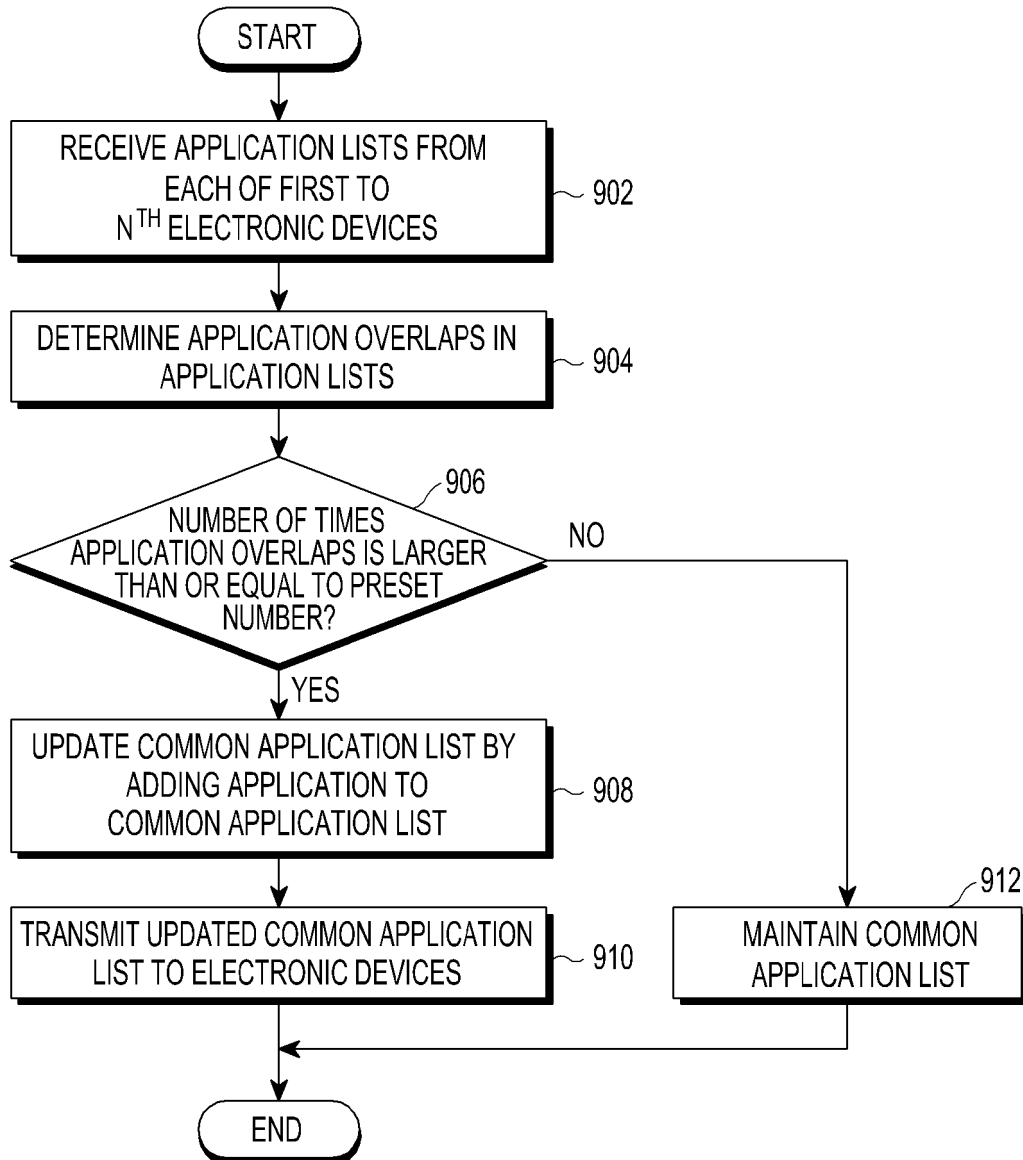 START
RECEIVE APPLICATION LISTS FROM
EACH OF FIRST TO
NTH ELECTRONIC DEVICES
902
DETERMINE APPLICATION OVERLAPS IN
APPLICATION LISTS
904
906
NUMBER OF TIMES
APPLICATION OVERLAPS IS LARGER
THAN OR EQUAL TO PRESET
NUMBER?
NO
YES
UPDATE COMMON APPLICATION LIST BY
ADDING APPLICATION TO
COMMON APPLICATION LIST
908
TRANSMIT UPDATED COMMON APPLICATION
LIST TO ELECTRONIC DEVICES
910
912
MAINTAIN COMMON
APPLICATION LIST
END